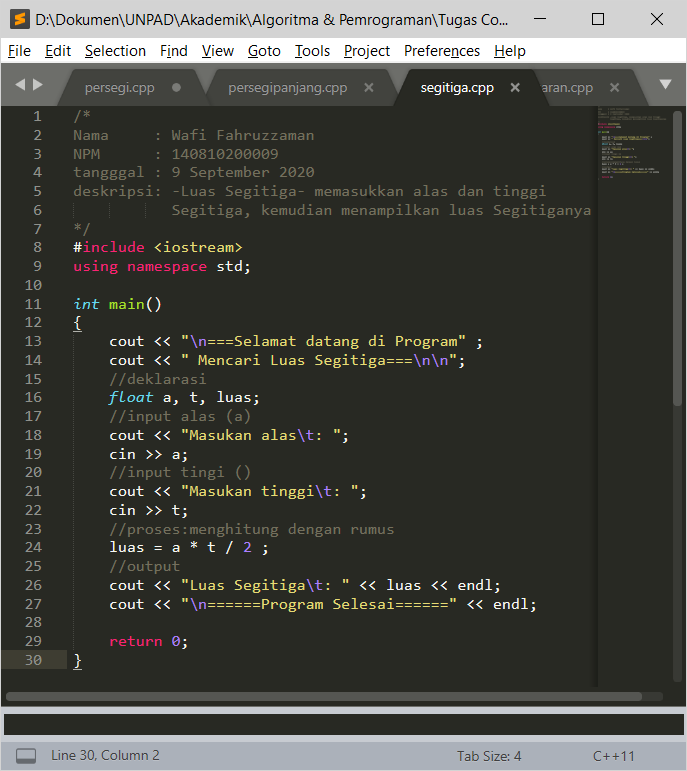 D:\Dokumen\UNPAD\Akademik\Algoritma & Pemrograman\Tugas Co...
File Edit Selection Find View Goto Tools Project Preferences Help
persegi.cpp persegipanjang.cpp segitiga.cpp aran.cpp
1 /*
2 Nama     : Wafi Fahruzzaman
3 NPM      : 140810200009
4 tangggal : 9 September 2020
5 deskripsi: -Luas Segitiga- memasukkan alas dan tinggi
6            Segitiga, kemudian menampilkan luas Segitiganya
7 */
8 #include <iostream>
9 using namespace std;
10
11 int main()
12 {
13     cout << "\n===Selamat datang di Program" ;
14     cout << " Mencari Luas Segitiga===\n\n";
15     //deklarasi
16     float a, t, luas;
17     //input alas (a)
18     cout << "Masukan alas\t: ";
19     cin >> a;
20     //input tingi ()
21     cout << "Masukan tinggi\t: ";
22     cin >> t;
23     //proses:menghitung dengan rumus
24     luas = a * t / 2 ;
25     //output
26     cout << "Luas Segitiga\t: " << luas << endl;
27     cout << "\n======Program Selesai======" << endl;
28
29     return 0;
30 }
Line 30, Column 2 Tab Size: 4 C++11